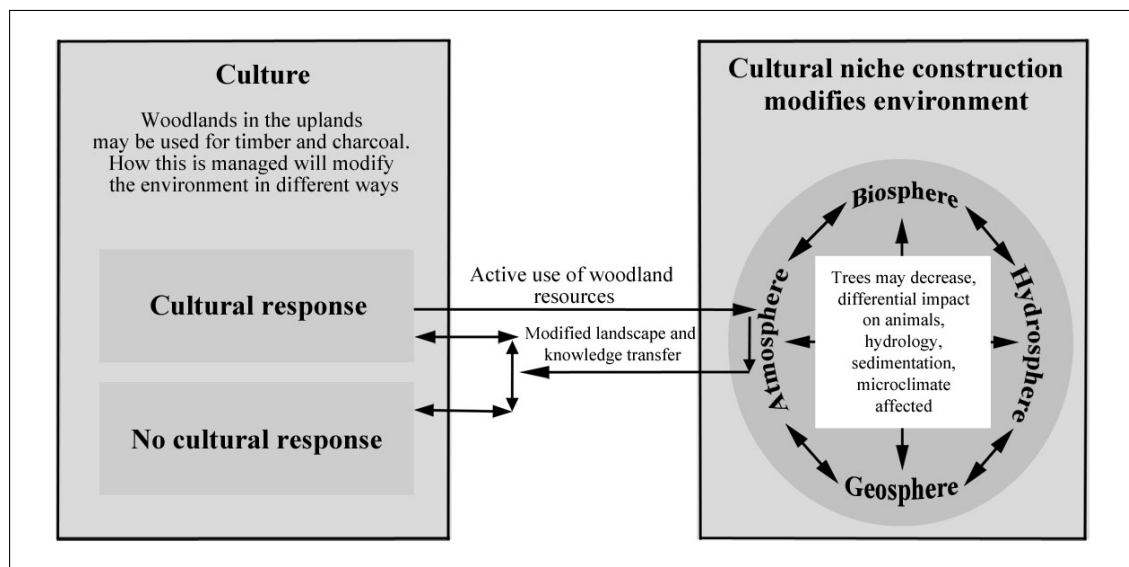 Culture
Woodlands in the uplands
may be used for timber and charcoal.
How this is managed will modify
the environment in different ways
Cultural response
No cultural response
Active use of woodland
resources
Modified landscape and
knowledge transfer
Cultural niche construction
modifies environment
Biosphere
Atmosphere
Hydrosphere
Trees may decrease,
differential impact
on animals,
hydrology,
sedimentation,
microclimate
affected
Geosphere